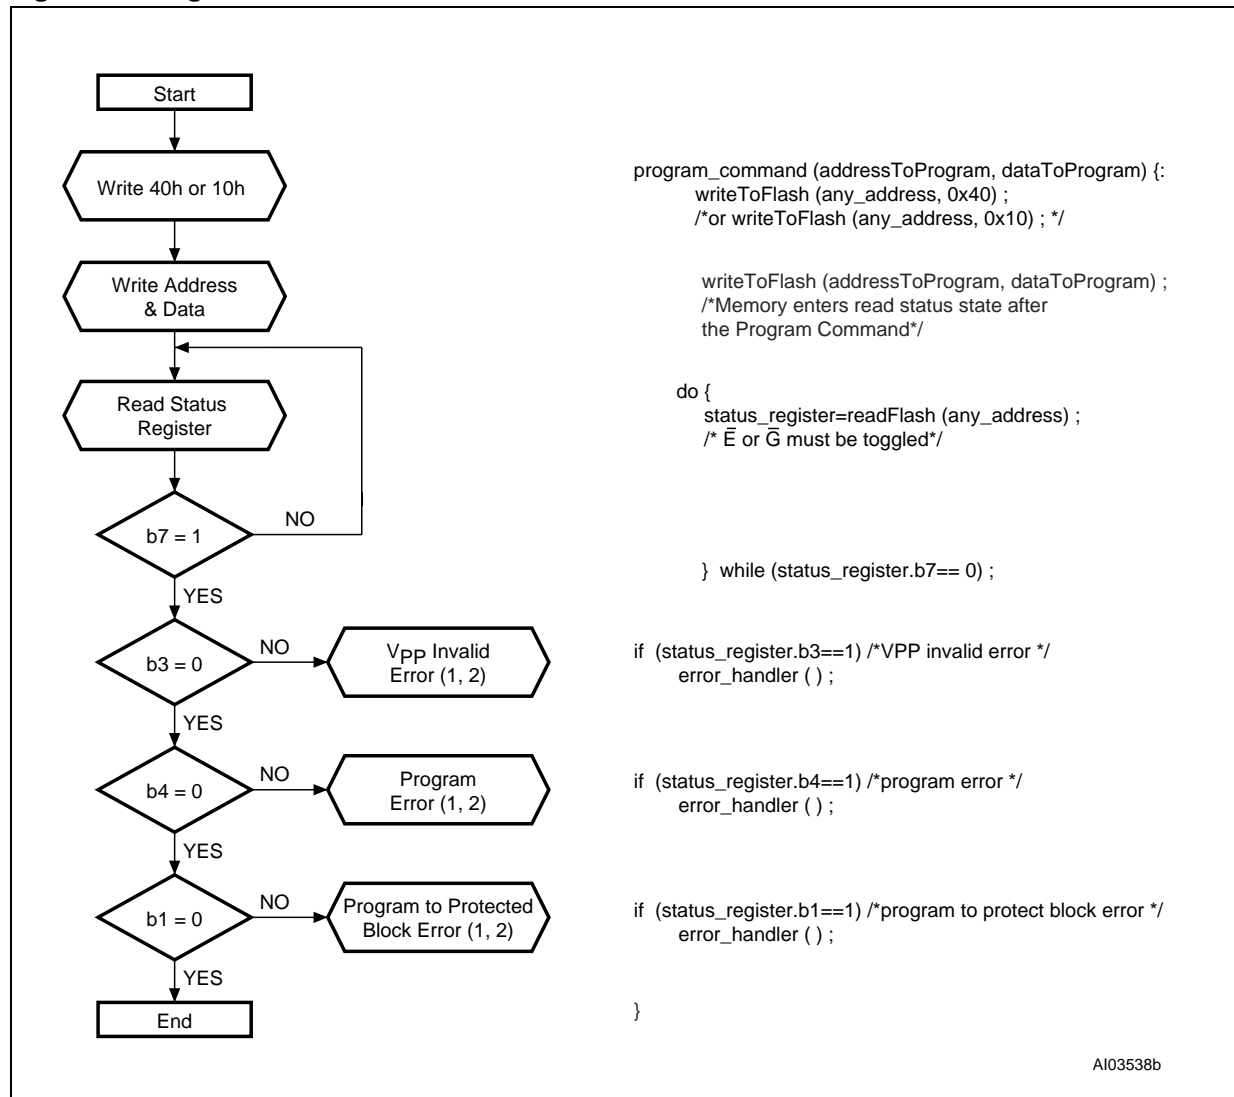 Start
Write 40h or 10h
program_command (addressToProgram, dataToProgram) {:
writeToFlash (any_address, 0x40) ;
/*or writeToFlash (any_address, 0x10) ; */
Write Address
& Data
writeToFlash (addressToProgram, dataToProgram) ;
/*Memory enters read status state after
the Program Command*/
Read Status
Register
do {
status_register=readFlash (any_address) ;
/* E̅ or G̅ must be toggled*/
b7 = 1
NO
YES
} while (status_register.b7== 0) ;
b3 = 0
NO
YES
VPP Invalid
Error (1, 2)
if (status_register.b3==1) /*VPP invalid error */
error_handler ( ) ;
b4 = 0
NO
YES
Program
Error (1, 2)
if (status_register.b4==1) /*program error */
error_handler ( ) ;
b1 = 0
NO
YES
Program to Protected
Block Error (1, 2)
if (status_register.b1==1) /*program to protect block error */
error_handler ( ) ;
End
}
AI03538b